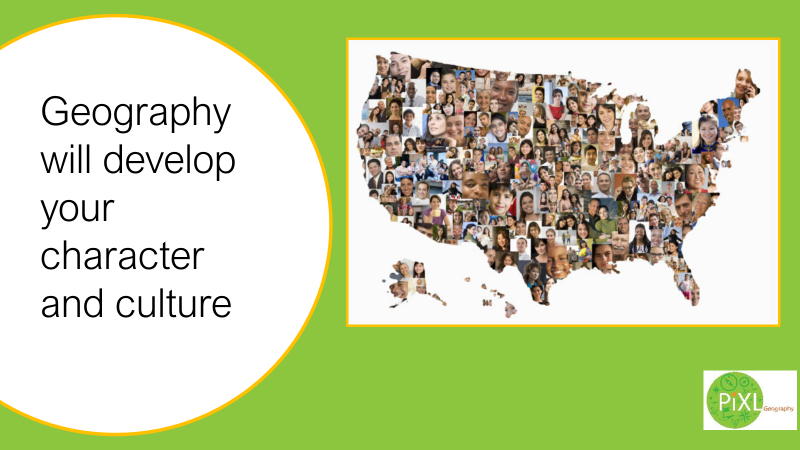 Geography
will develop
your
character
and culture
PiXL
Geography